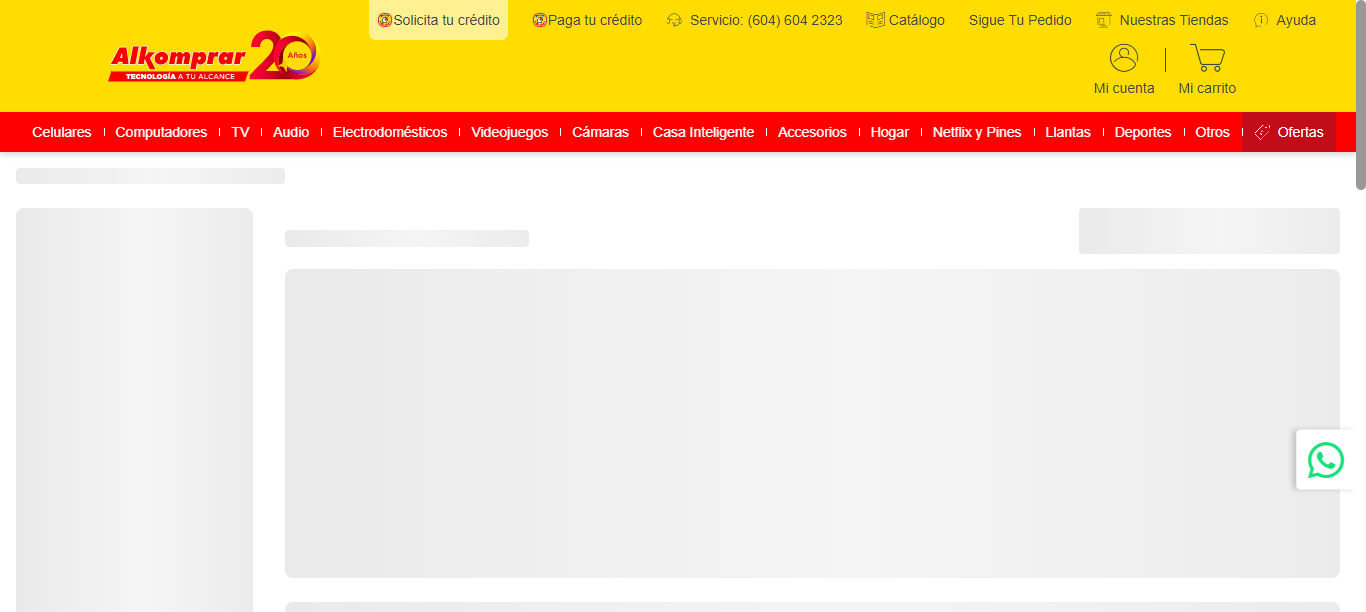 Solicita tu crédito
Paga tu crédito
Servicio: (604) 604 2323
Catálogo
Sigue Tu Pedido
Nuestras Tiendas
Ayuda
Alkomprar 20 Años
TECNOLOGÍA A TU ALCANCE
Mi cuenta
Mi carrito
Celulares
Computadores
TV
Audio
Electrodomésticos
Videojuegos
Cámaras
Casa Inteligente
Accesorios
Hogar
Netflix y Pines
Llantas
Deportes
Otros
Ofertas